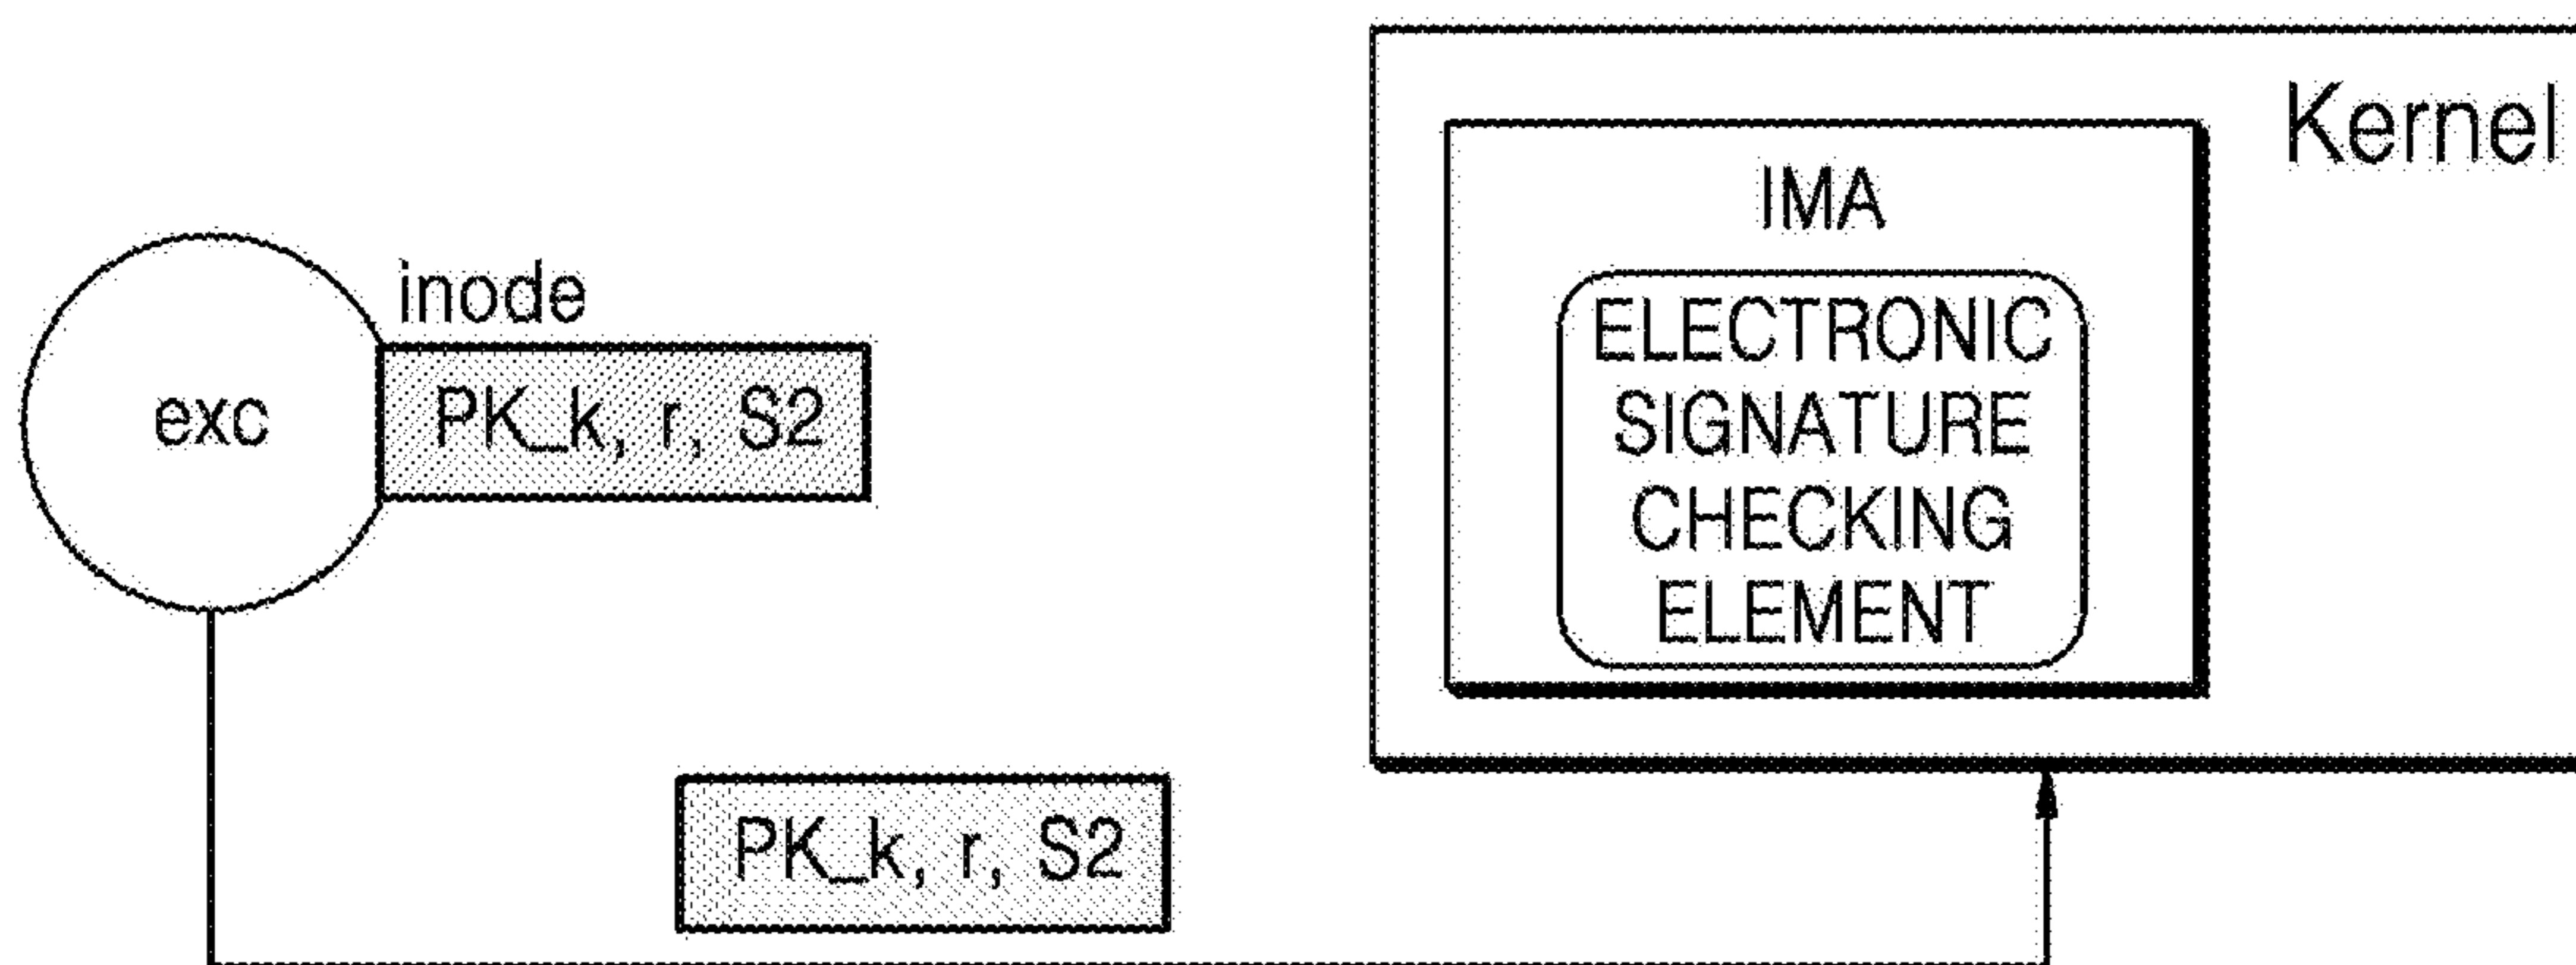 Kernel
IMA
ELECTRONIC
SIGNATURE
CHECKING
ELEMENT
inode
exc
PK_k, r, S2
PK_k, r, S2